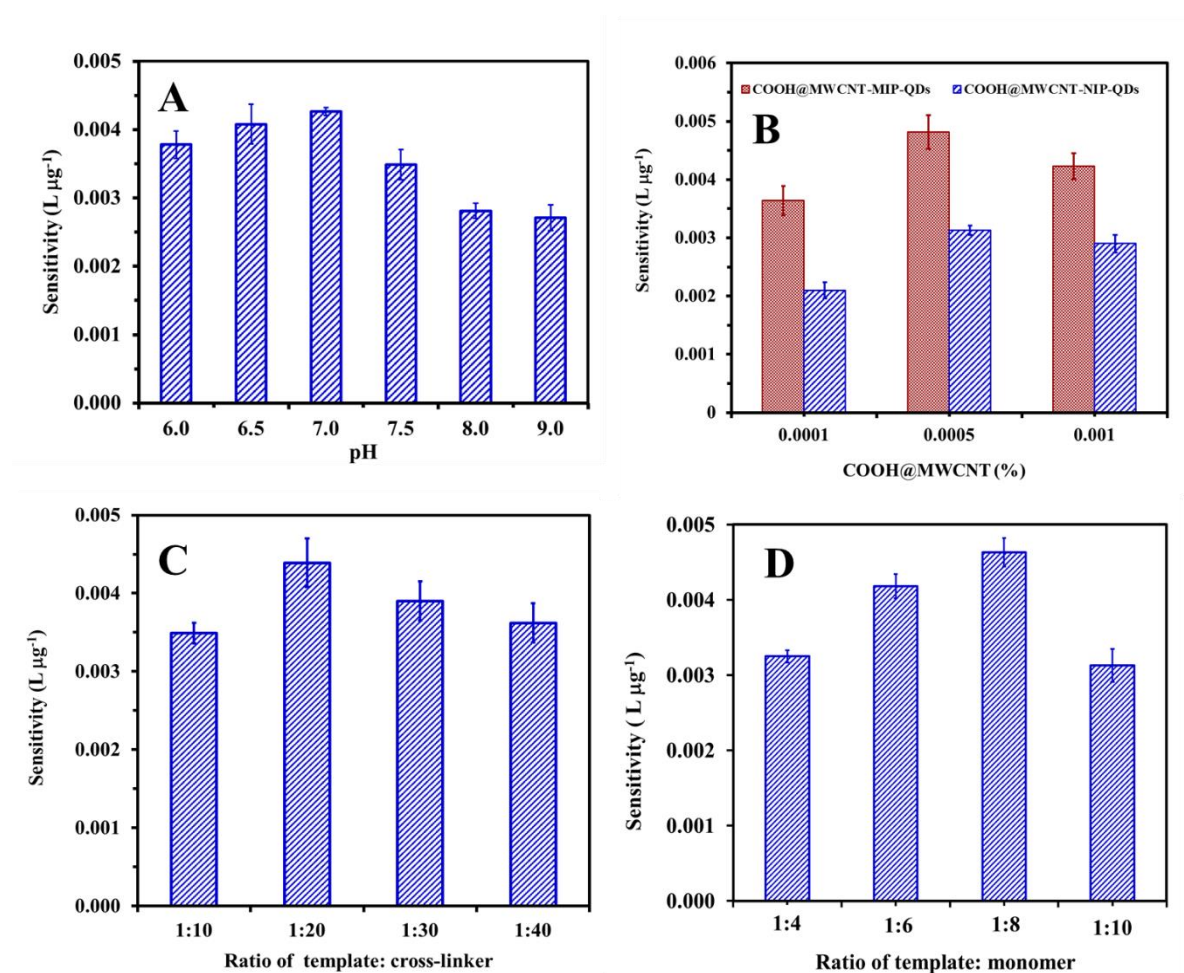 A
0.005
0.004
0.003
0.002
0.001
0.000
Sensitivity (L µg-1)
6.0 6.5 7.0 7.5 8.0 9.0
pH
B
COOH@MWCNT-MIP-QDs COOH@MWCNT-NIP-QDs
0.006
0.005
0.004
0.003
0.002
0.001
0
Sensitivity (L µg-1)
0.0001 0.0005 0.001
COOH@MWCNT (%)
C
0.005
0.004
0.003
0.002
0.001
0.000
Sensitivity (L µg-1)
1:10 1:20 1:30 1:40
Ratio of template: cross-linker
D
0.005
0.004
0.003
0.002
0.001
0.000
Sensitivity ( L µg-1)
1:4 1:6 1:8 1:10
Ratio of template: monomer